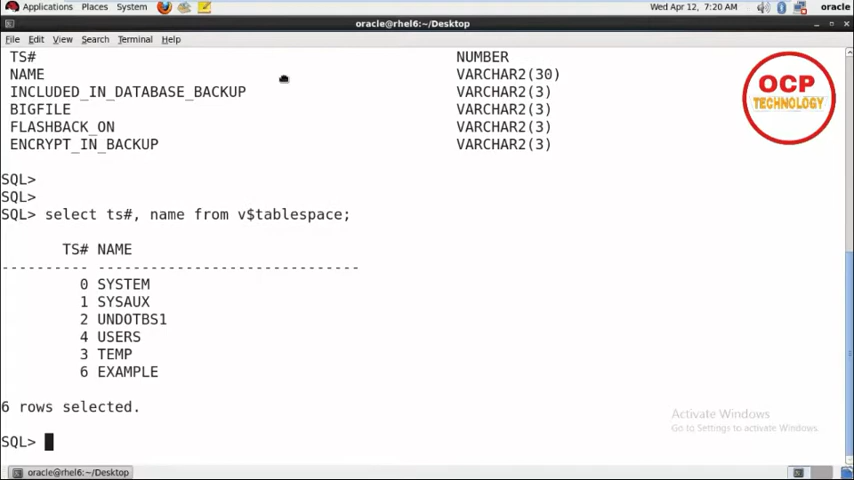 Applications Places System Wed Apr 12, 7:20 AM oracle
oracle@rhel6:~/Desktop
File Edit View Search Terminal Help
TS# NUMBER
NAME VARCHAR2(30)
INCLUDED_IN_DATABASE_BACKUP VARCHAR2(3)
BIGFILE VARCHAR2(3)
FLASHBACK_ON VARCHAR2(3)
ENCRYPT_IN_BACKUP VARCHAR2(3)
OCP
TECHNOLOGY
SQL>
SQL>
SQL> select ts#, name from v$tablespace;
TS# NAME
---------- ------------------------------
0 SYSTEM
1 SYSAUX
2 UNDOTBS1
4 USERS
3 TEMP
6 EXAMPLE
6 rows selected.
SQL>
Activate Windows
Go to Settings to activate Windows.
oracle@rhel6:~/Desktop